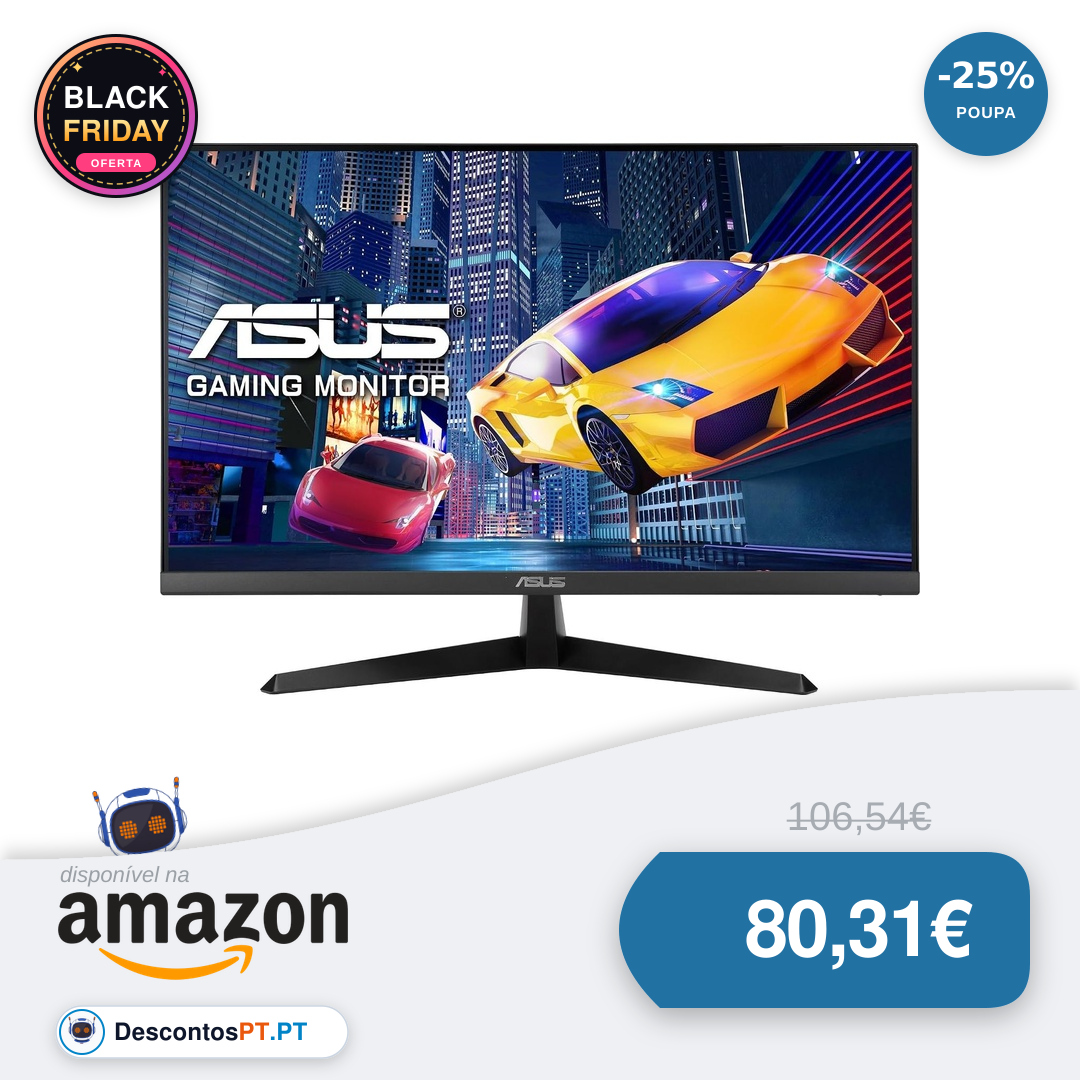 BLACK
FRIDAY
OFERTA
-25%
POUPA
ASUS®
GAMING MONITOR
ASUS
106,54€
80,31€
disponível na
amazon
DescontosPT.PT